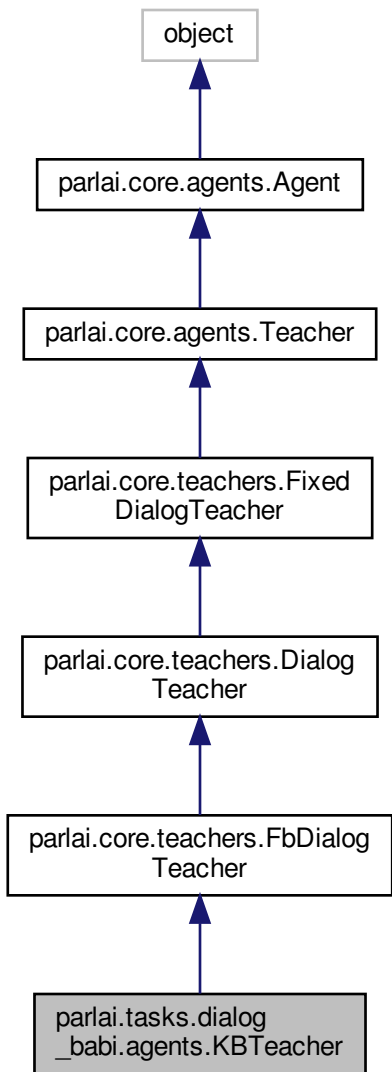 object
parlai.core.agents.Agent
parlai.core.agents.Teacher
parlai.core.teachers.Fixed
DialogTeacher
parlai.core.teachers.Dialog
Teacher
parlai.core.teachers.FbDialog
Teacher
parlai.tasks.dialog
_babi.agents.KBTeacher